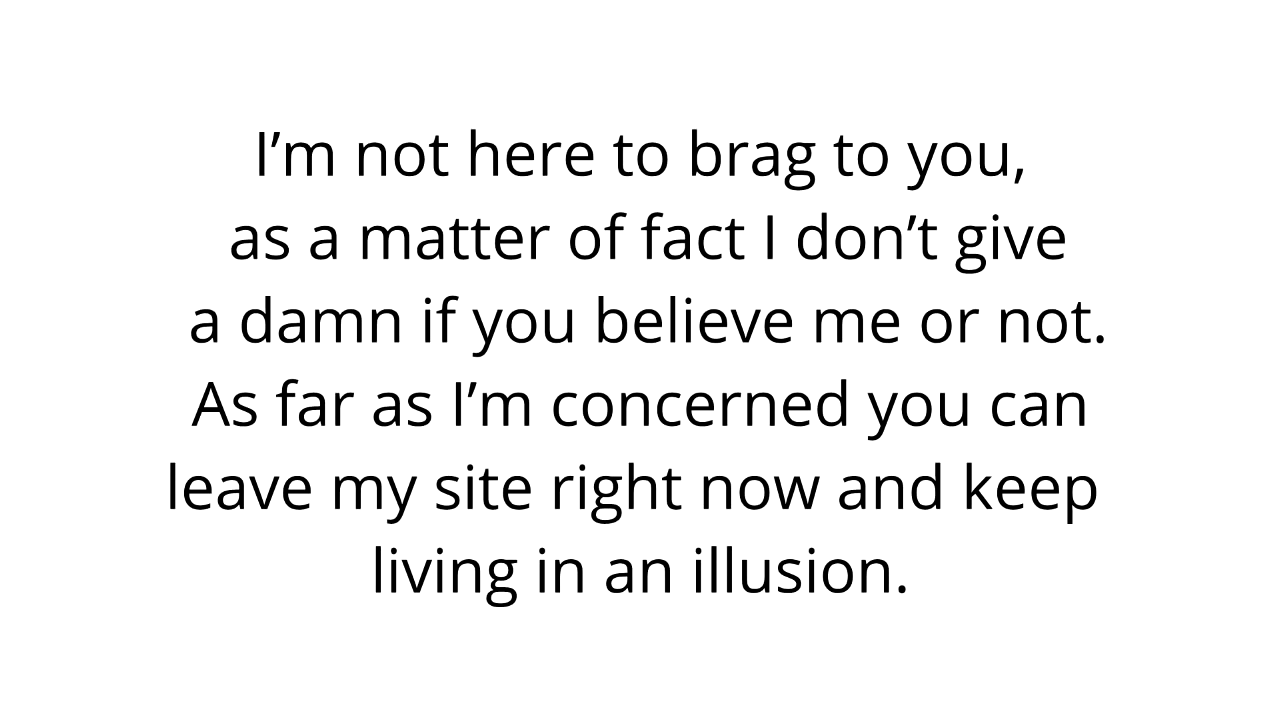 I’m not here to brag to you,
as a matter of fact I don’t give
a damn if you believe me or not.
As far as I’m concerned you can
leave my site right now and keep
living in an illusion.